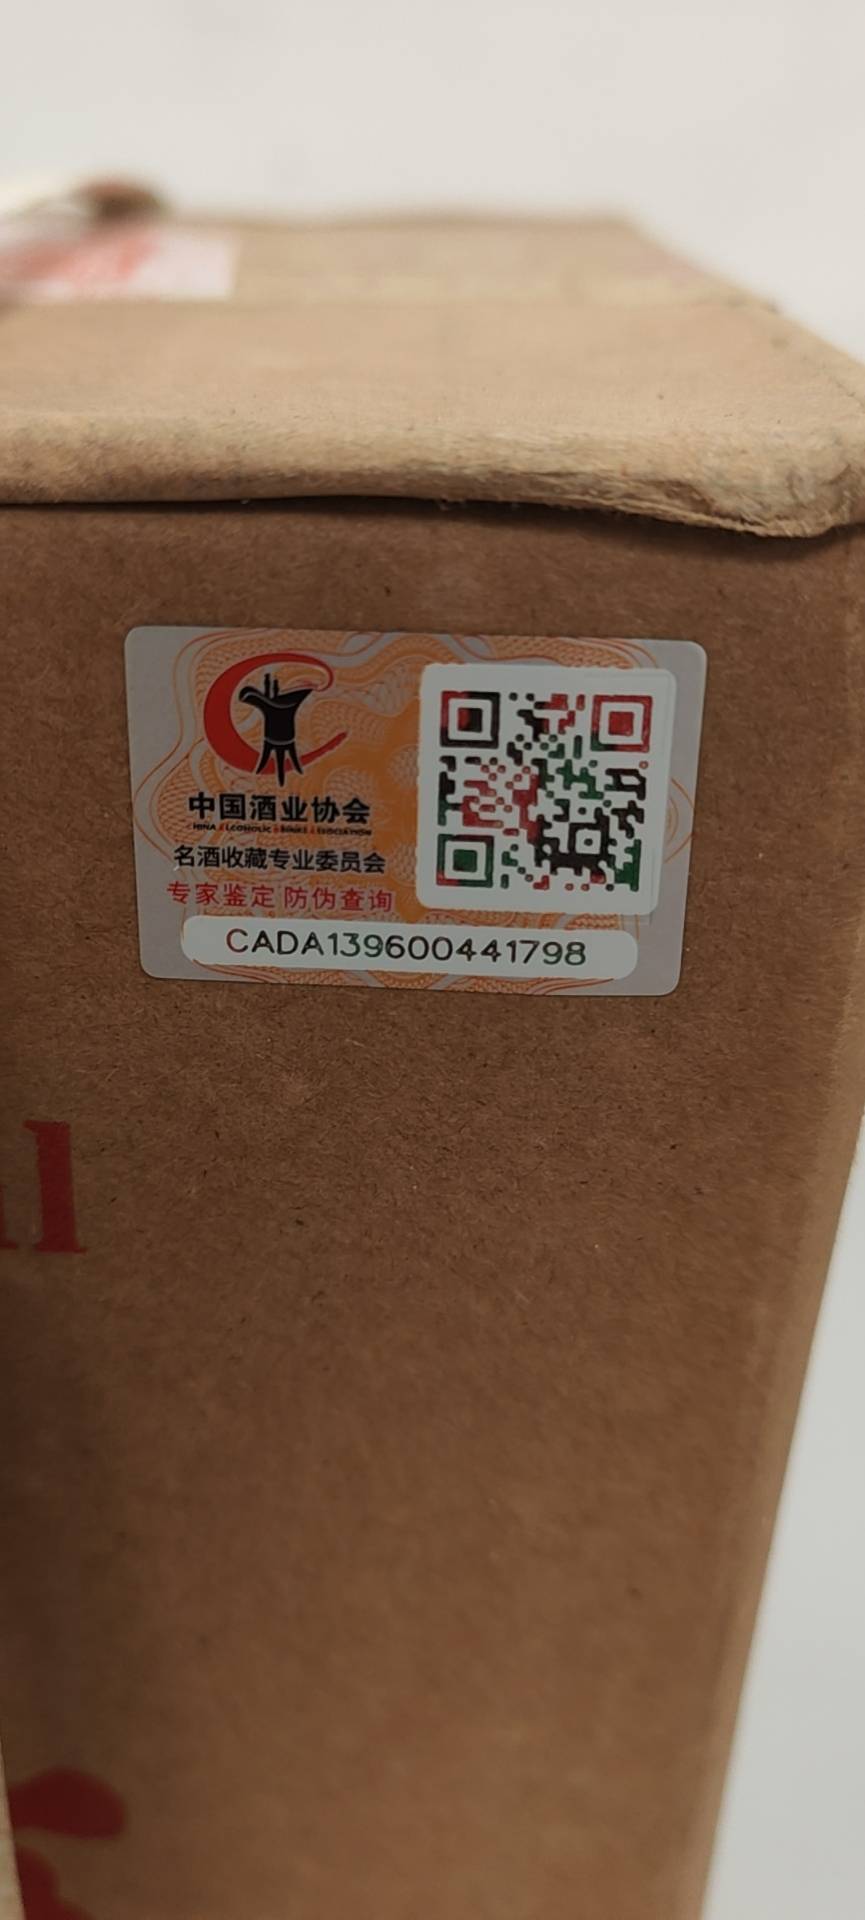 中国酒业协会
名酒收藏专业委员会
专家鉴定 防伪查询
CADA139600441798